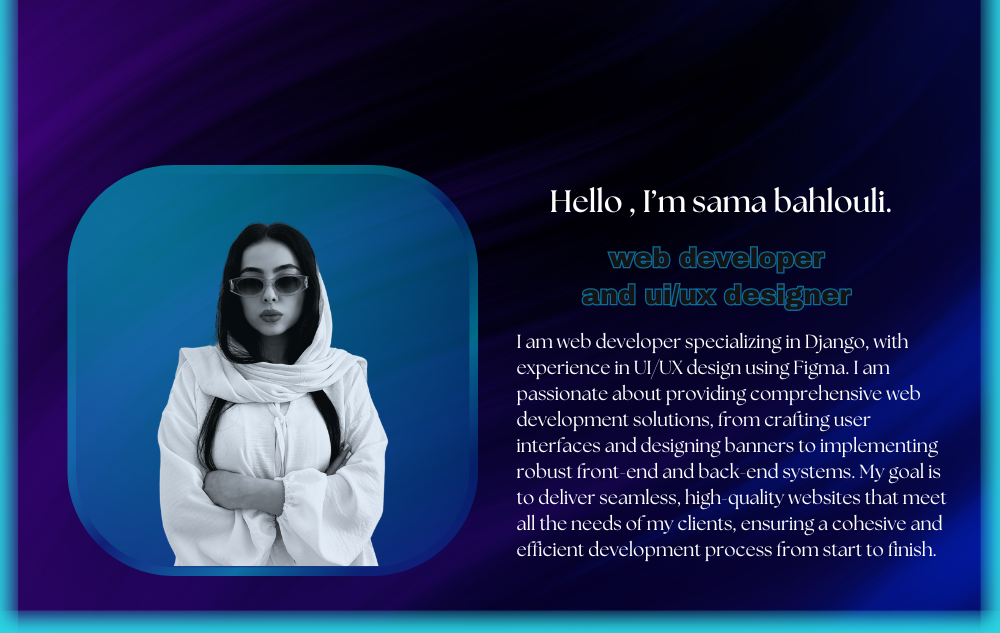 Hello , I'm sama bahlouli.
web developer
and ui/ux designer
I am web developer specializing in Django, with
experience in UI/UX design using Figma. I am
passionate about providing comprehensive web
development solutions, from crafting user
interfaces and designing banners to implementing
robust front-end and back-end systems. My goal is
to deliver seamless, high-quality websites that meet
all the needs of my clients, ensuring a cohesive and
efficient development process from start to finish.